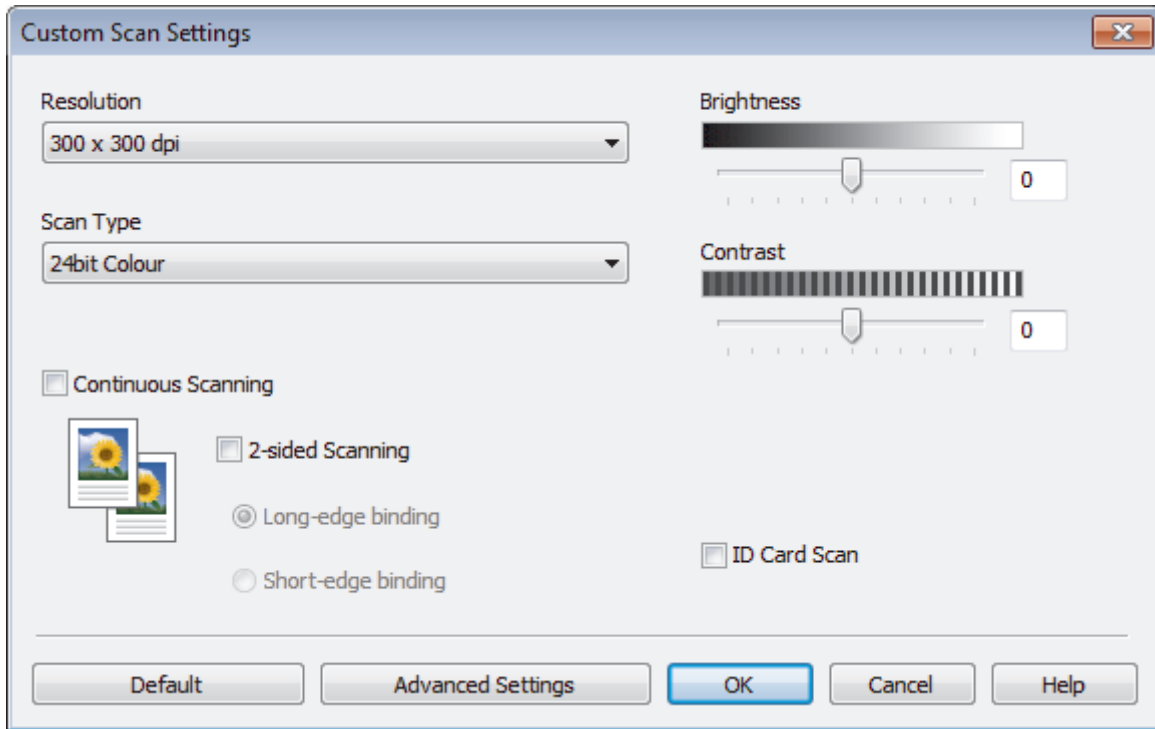 Custom Scan Settings
Resolution
300 x 300 dpi
Scan Type
24bit Colour
Brightness
0
Contrast
0
Continuous Scanning
2-sided Scanning
Long-edge binding
Short-edge binding
ID Card Scan
Default
Advanced Settings
OK
Cancel
Help